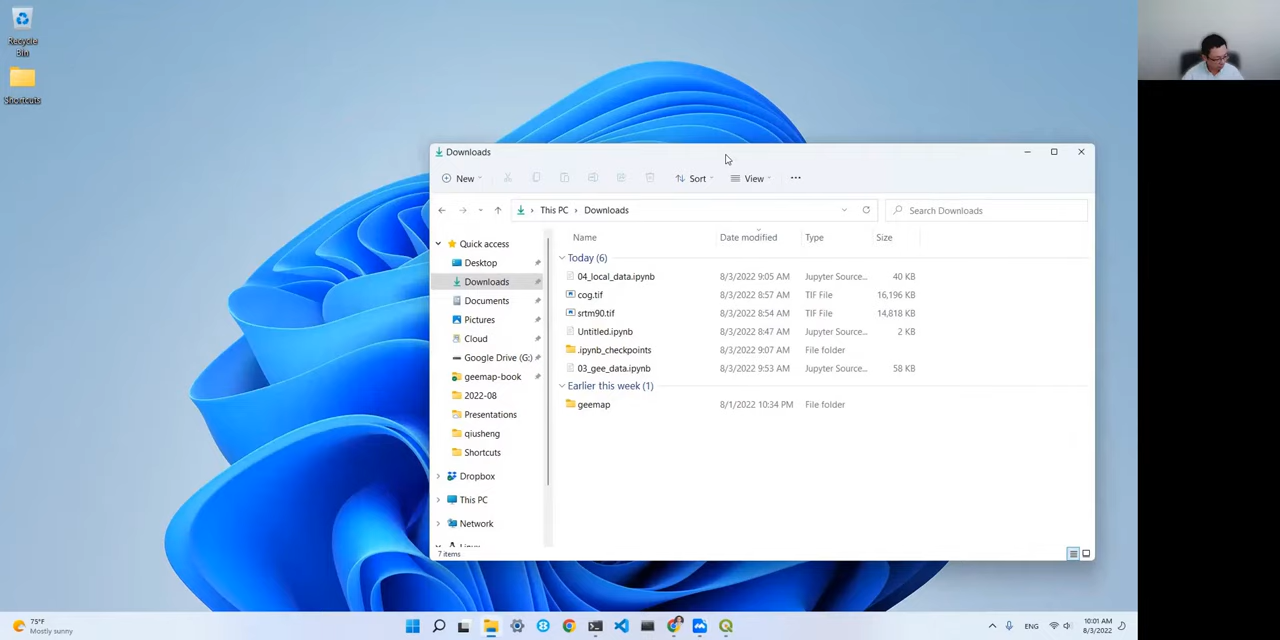 Recycle
Bin
Shortcuts
Downloads
New
Sort
View
This PC
Downloads
Search Downloads
Quick access
Desktop
Downloads
Documents
Pictures
Cloud
Google Drive (G:)
geemap-book
2022-08
Presentations
qiusheng
Shortcuts
Dropbox
This PC
Network
Linux
Name Date modified Type Size
Today (6)
04_local_data.ipynb 8/3/2022 9:05 AM Jupyter Source... 40 KB
cog.tif 8/3/2022 8:57 AM TIF File 16,196 KB
srtm90.tif 8/3/2022 8:54 AM TIF File 14,818 KB
Untitled.ipynb 8/3/2022 8:47 AM Jupyter Source... 2 KB
.ipynb_checkpoints 8/3/2022 9:07 AM File folder
03_gee_data.ipynb 8/3/2022 9:53 AM Jupyter Source... 58 KB
Earlier this week (1)
geemap 8/1/2022 10:34 PM File folder
7 items
75°F
Mostly sunny
ENG
10:01 AM
8/3/2022